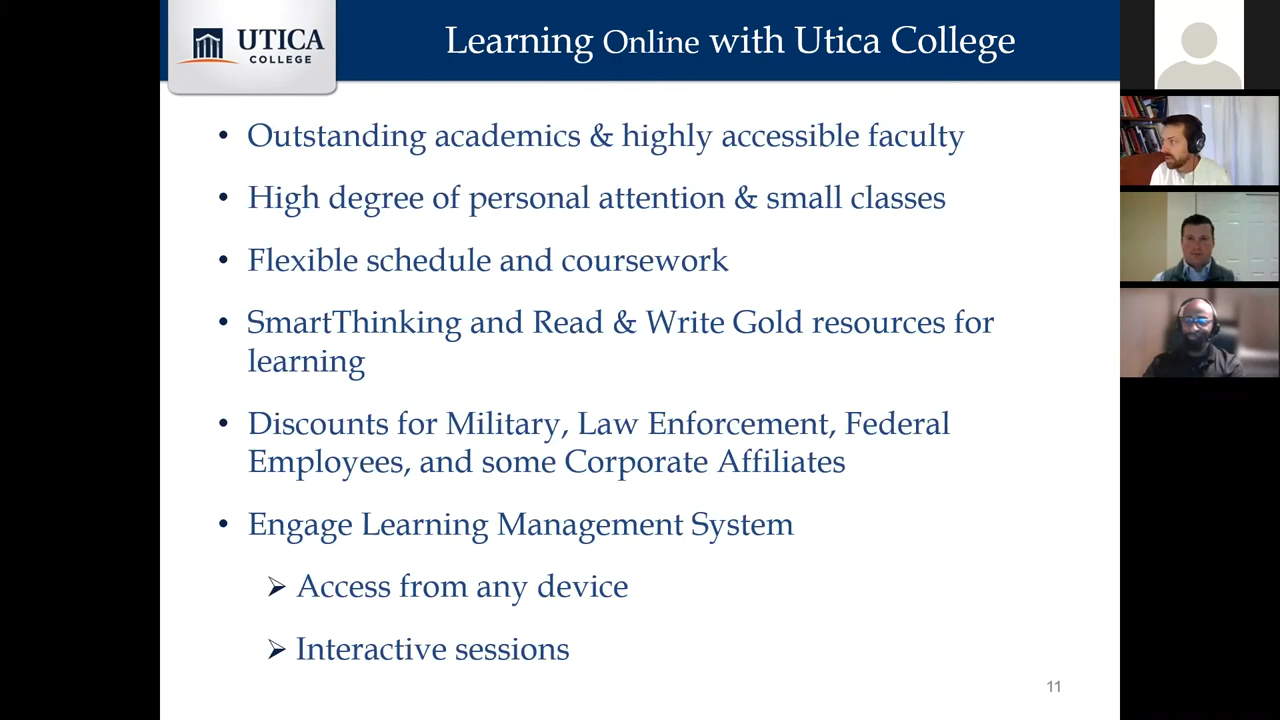 UTICA
COLLEGE
Learning Online with Utica College
• Outstanding academics & highly accessible faculty
• High degree of personal attention & small classes
• Flexible schedule and coursework
• SmartThinking and Read & Write Gold resources for
learning
• Discounts for Military, Law Enforcement, Federal
Employees, and some Corporate Affiliates
• Engage Learning Management System
➢ Access from any device
➢ Interactive sessions
11